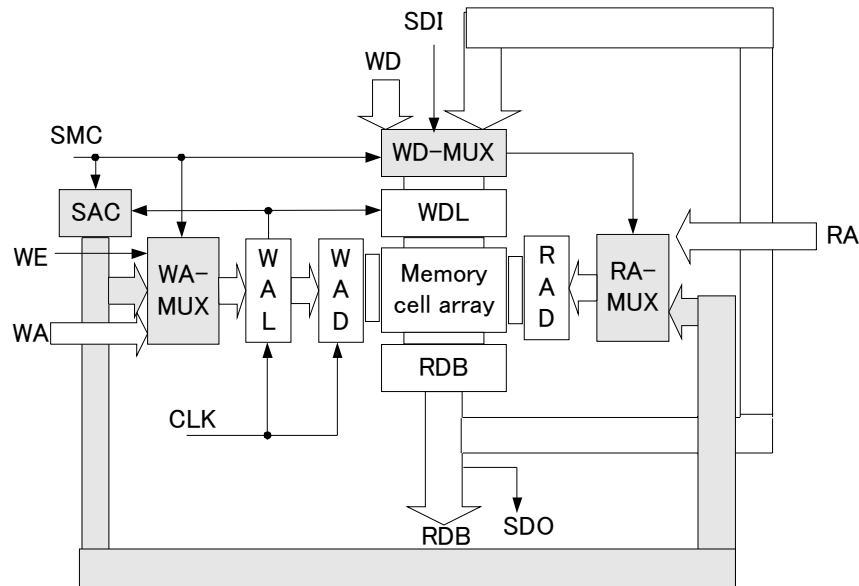 SDI
WD
SMC
WD-MUX
SAC
WDL
RA
WE
WA-
MUX
W
A
L
W
A
D
Memory
cell array
R
A
D
RA-
MUX
WA
RDB
CLK
SDO
RDB